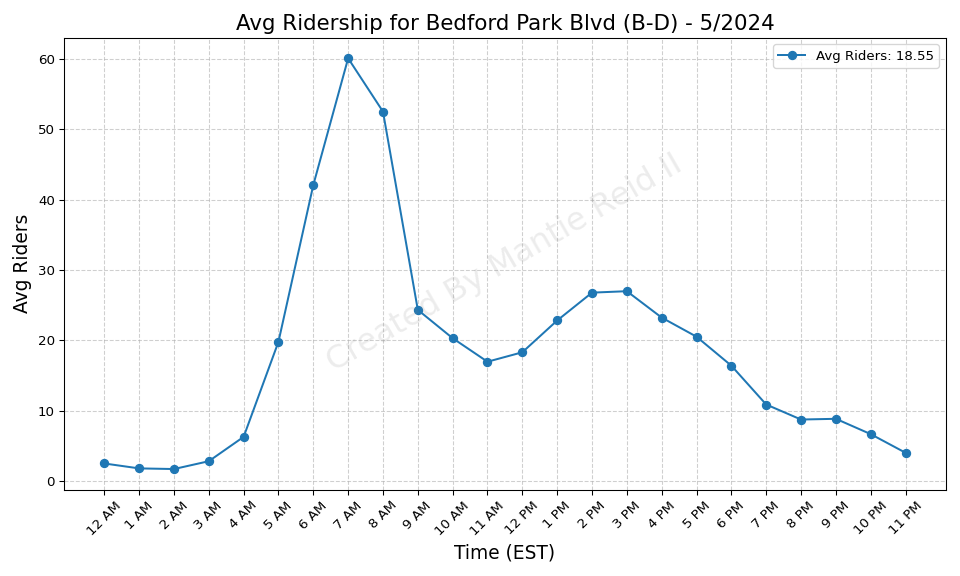 Avg Ridership for Bedford Park Blvd (B-D) - 5/2024
Avg Riders: 18.55
60
50
40
30
20
10
0
Avg Riders
Created By Mantie Reid II
12 AM
1 AM
2 AM
3 AM
4 AM
5 AM
6 AM
7 AM
8 AM
9 AM
10 AM
11 AM
12 PM
1 PM
2 PM
3 PM
4 PM
5 PM
6 PM
7 PM
8 PM
9 PM
10 PM
11 PM
Time (EST)